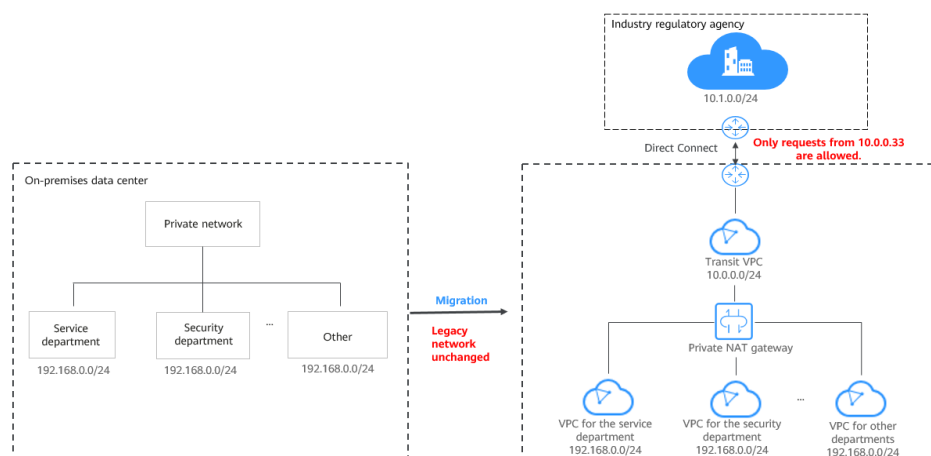 Industry regulatory agency
10.1.0.0/24
Direct Connect
Only requests from 10.0.0.33
are allowed.
On-premises data center
Private network
Service
department
192.168.0.0/24
Security
department
192.168.0.0/24
...
Other
192.168.0.0/24
Migration
Legacy
network
unchanged
Transit VPC
10.0.0.0/24
Private NAT gateway
VPC for the service
department
192.168.0.0/24
VPC for the security
department
192.168.0.0/24
...
VPC for other
departments
192.168.0.0/24